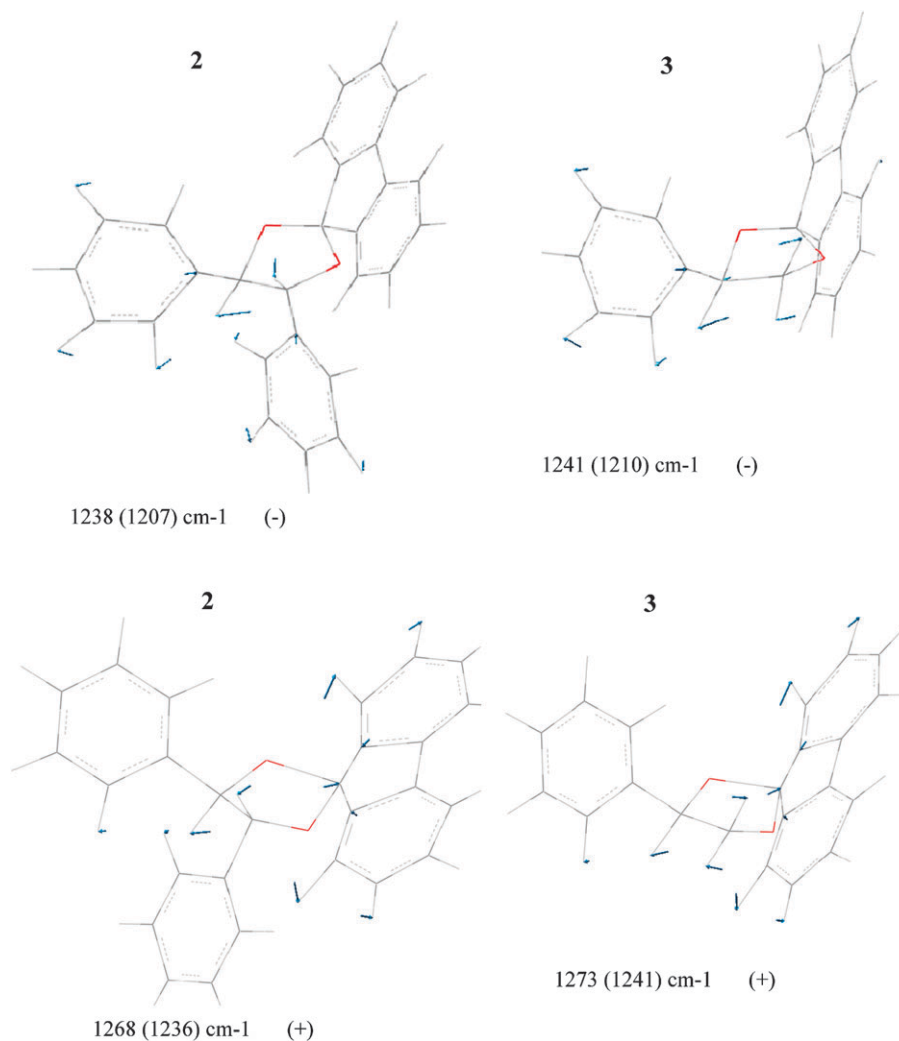 2
3
1238 (1207) cm-1 (-)
1241 (1210) cm-1 (-)
2
3
1268 (1236) cm-1 (+)
1273 (1241) cm-1 (+)